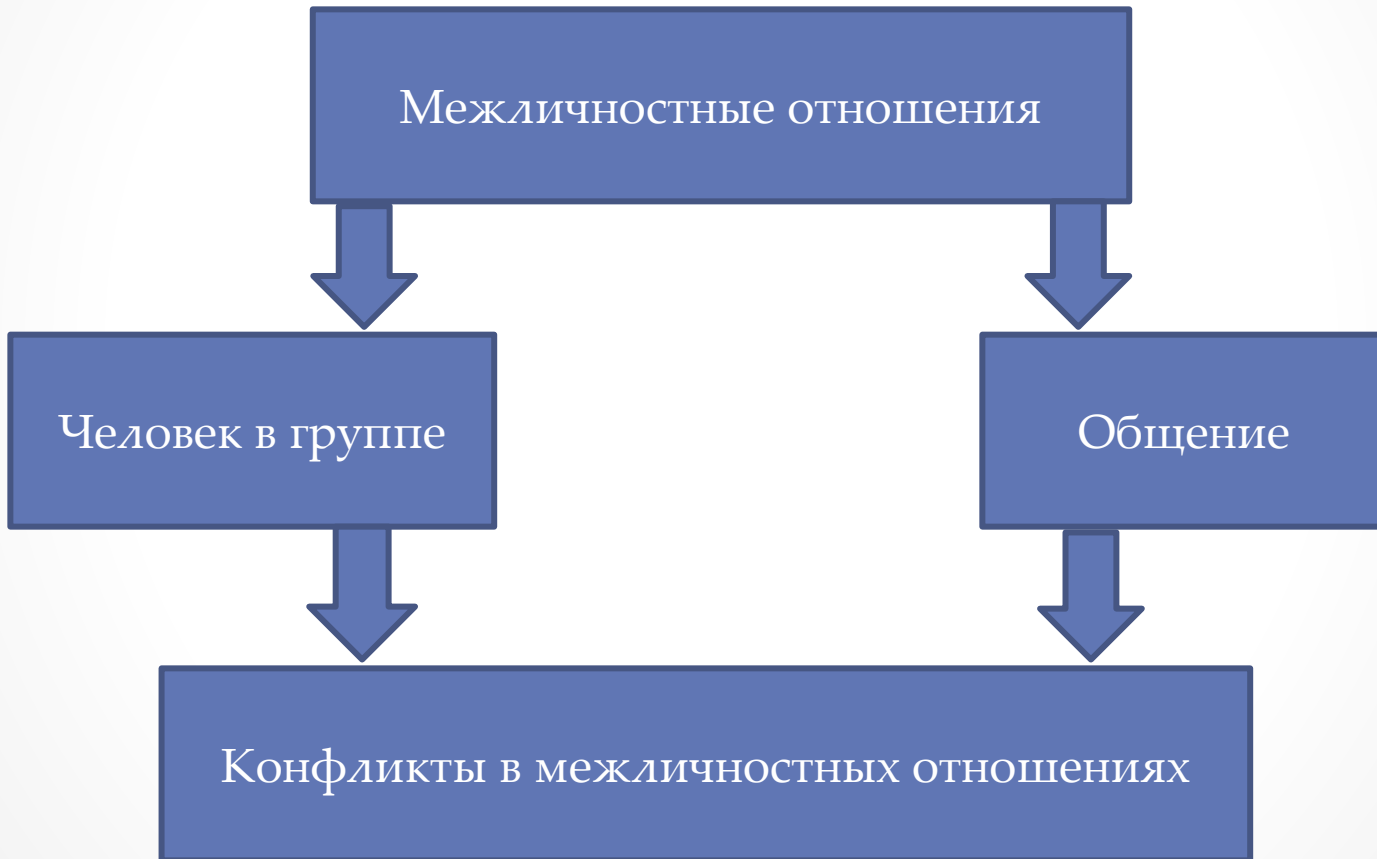 Межличностные отношения
Человек в группе
Общение
Конфликты в межличностных отношениях